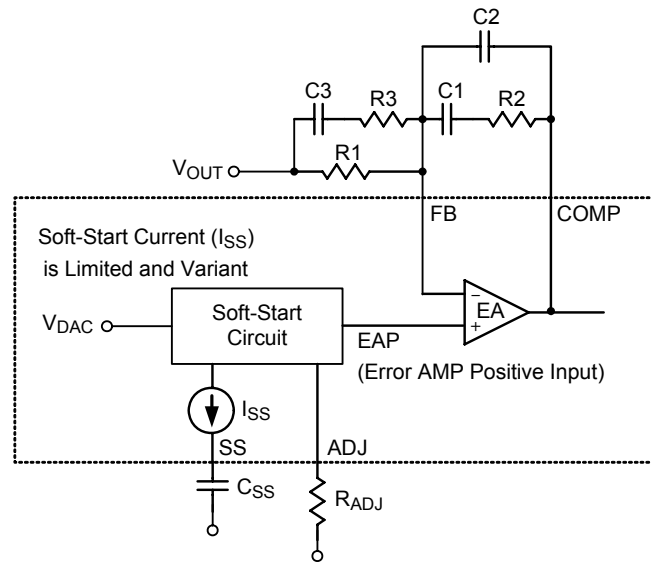 C2
C3
R3
C1
R2
R1
VOUT
FB
COMP
Soft-Start Current (ISS)
is Limited and Variant
VDAC
Soft-Start
Circuit
EAP
−
+
EA
(Error AMP Positive Input)
ISS
SS
ADJ
CSS
RADJ